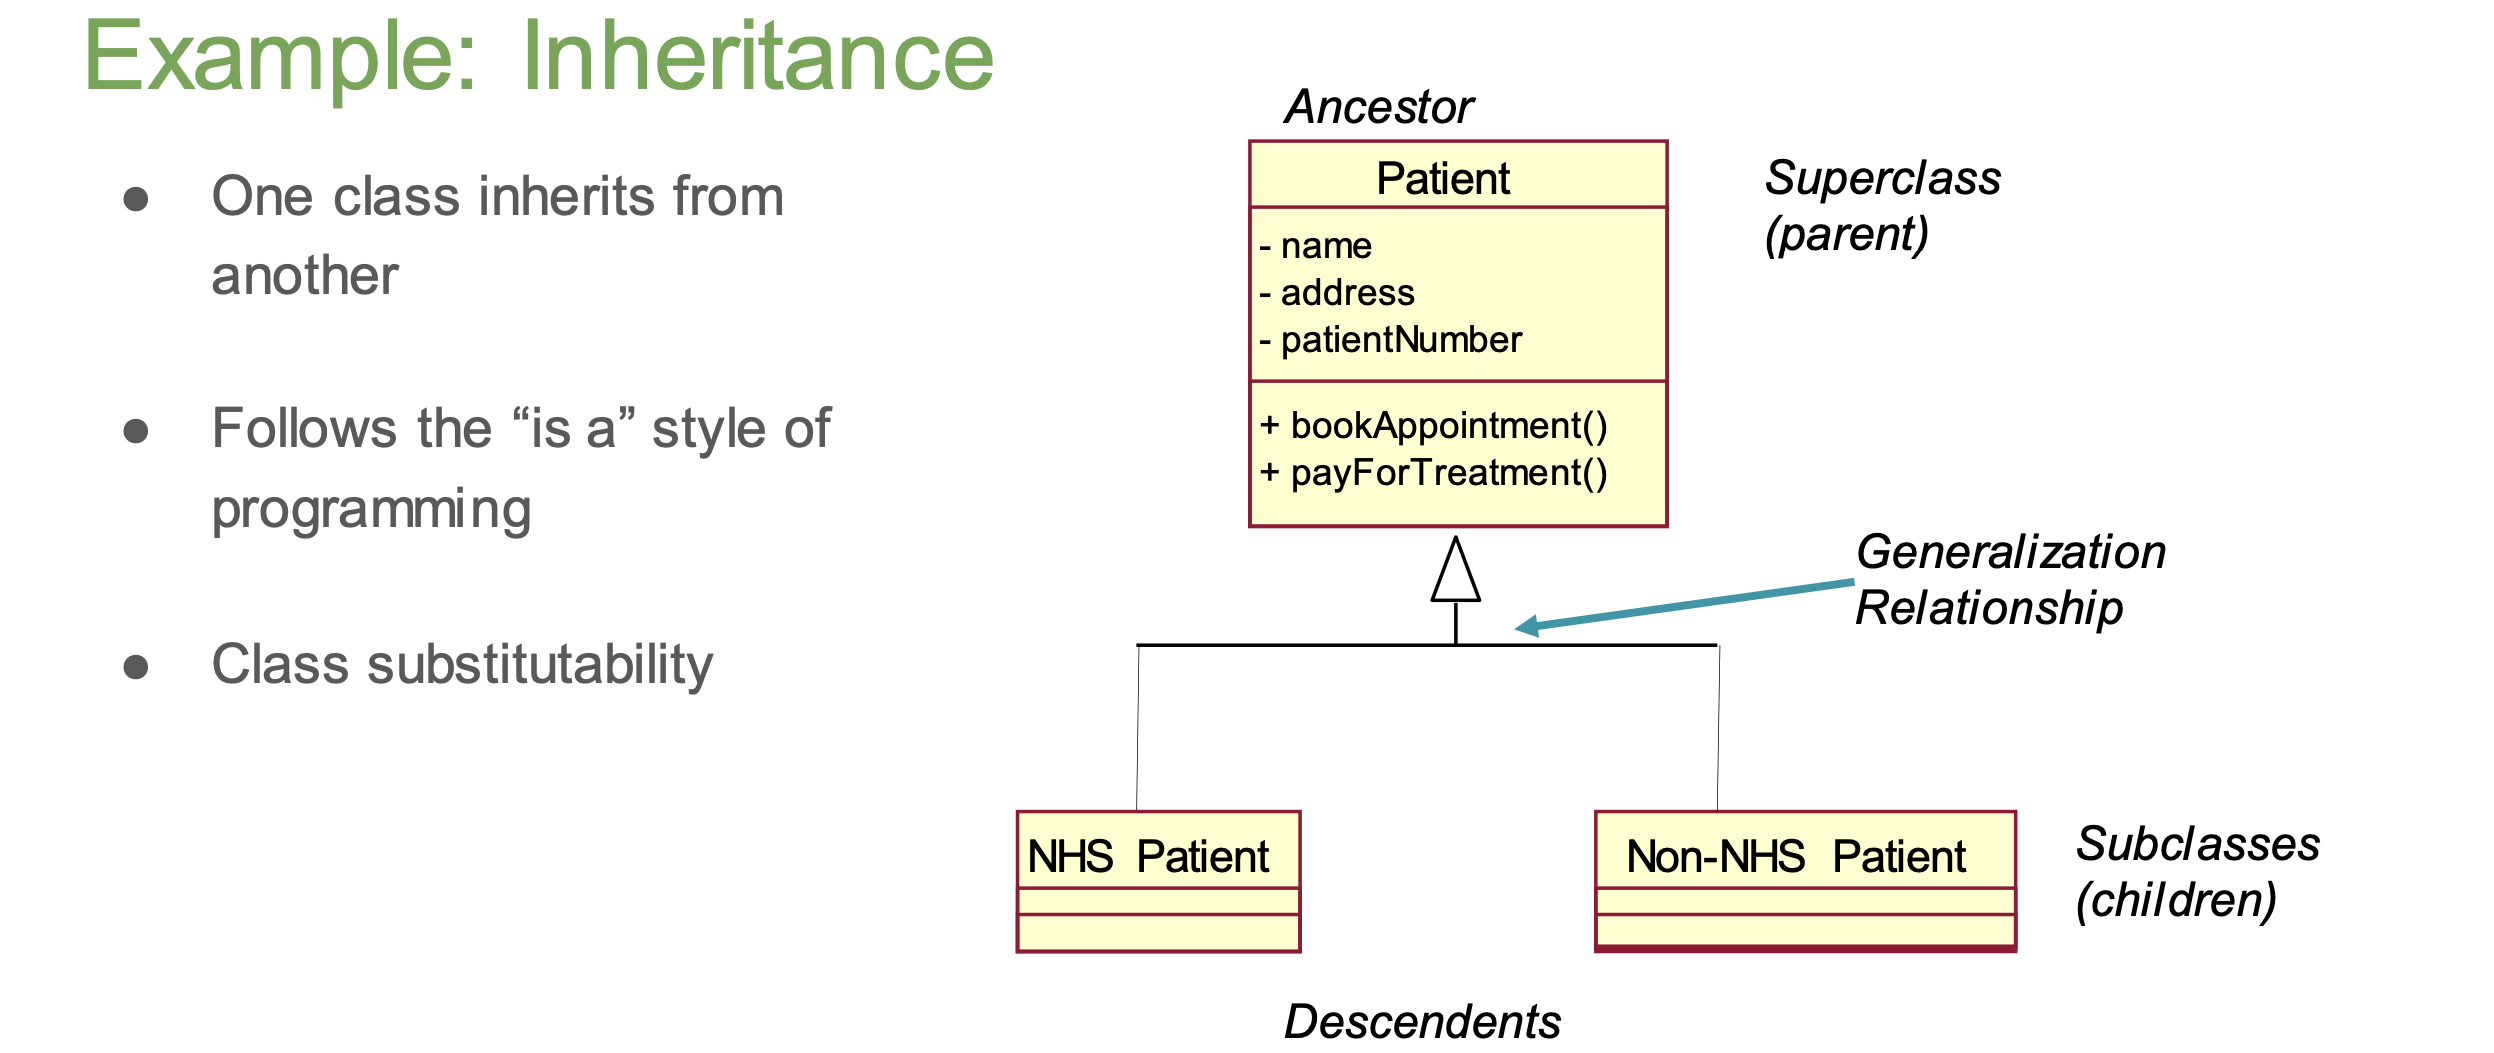 Example: Inheritance
● One class inherits from
another
● Follows the “is a” style of
programming
● Class substitutability
Ancestor
Patient
- name
- address
- patientNumber
+ bookAppointment()
+ payForTreatment()
Superclass
(parent)
Generalization
Relationship
NHS Patient
Non-NHS Patient
Subclasses
(children)
Descendents